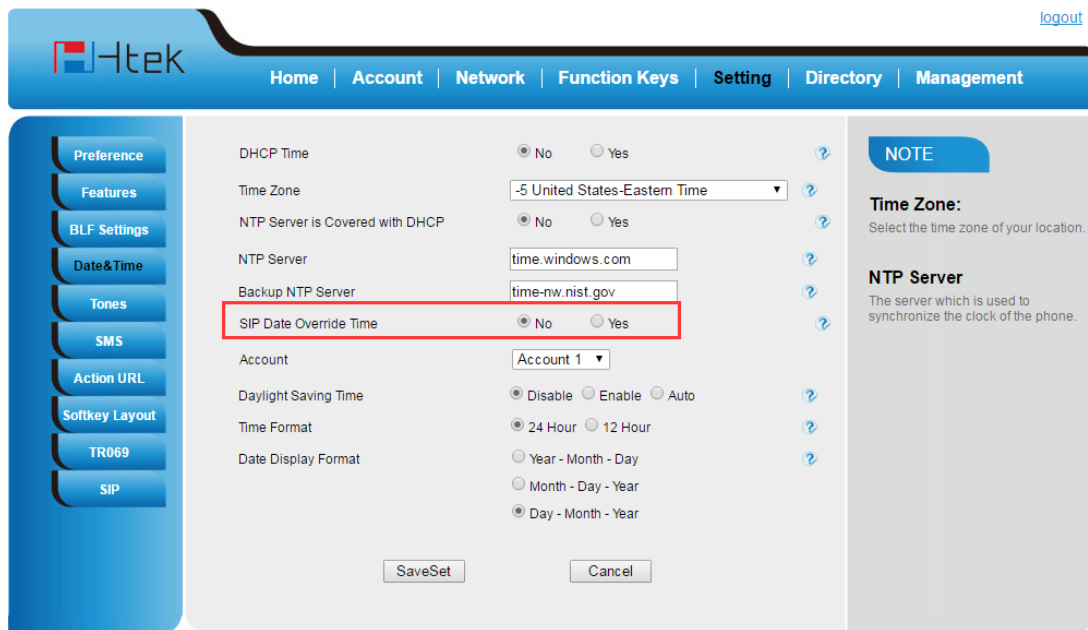 logout
Htek
Home Account Network Function Keys Setting Directory Management
Preference
Features
BLF Settings
Date&Time
Tones
SMS
Action URL
Softkey Layout
TR069
SIP
DHCP Time No Yes
Time Zone -5 United States-Eastern Time
NTP Server is Covered with DHCP No Yes
NTP Server time.windows.com
Backup NTP Server time-nw.nist.gov
SIP Date Override Time No Yes
Account Account 1
Daylight Saving Time Disable Enable Auto
Time Format 24 Hour 12 Hour
Date Display Format Year - Month - Day
Month - Day - Year
Day - Month - Year
SaveSet Cancel
NOTE
Time Zone:
Select the time zone of your location.
NTP Server
The server which is used to
synchronize the clock of the phone.